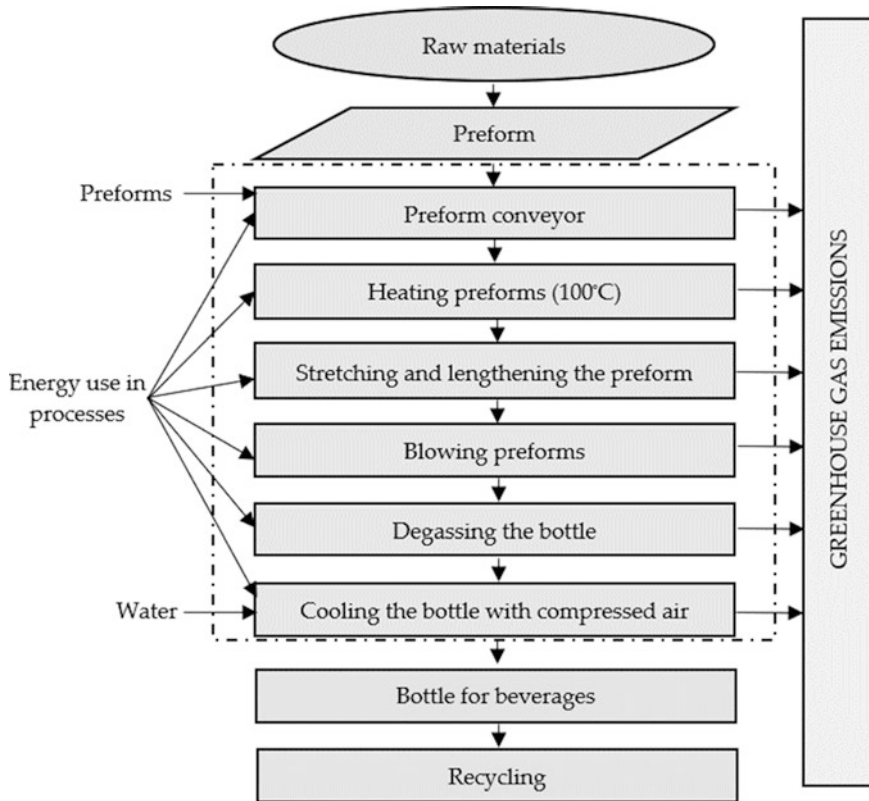 Raw materials
Preform
Preforms
Preform conveyor
Heating preforms (100°C)
Stretching and lengthening the preform
Energy use in
processes
Blowing preforms
Degassing the bottle
Water
Cooling the bottle with compressed air
Bottle for beverages
Recycling
GREENHOUSE GAS EMISSIONS